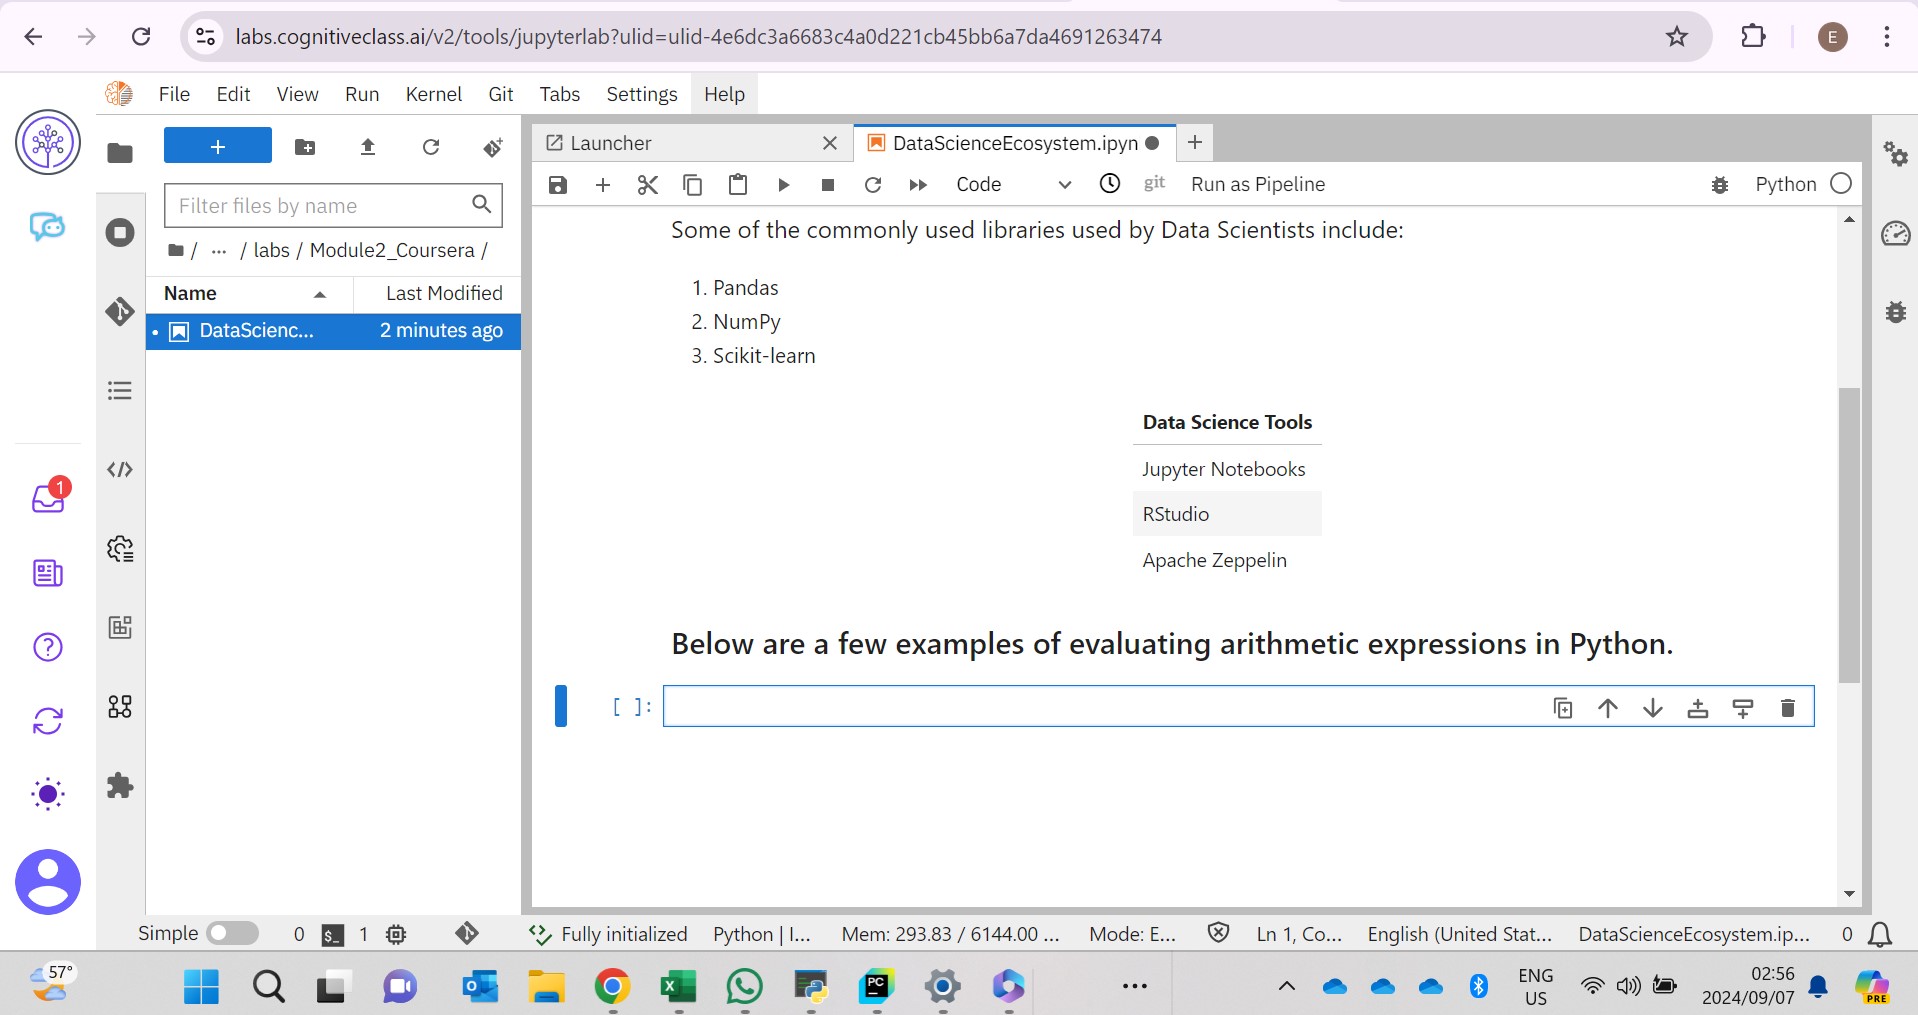 labs.cognitiveclass.ai/v2/tools/jupyterlab?ulid=ulid-4e6dc3a6683c4a0d221cb45bb6a7da4691263474
E
File Edit View Run Kernel Git Tabs Settings Help
+
Filter files by name
/ ... / labs / Module2_Coursera /
Name Last Modified
DataScienc... 2 minutes ago
Launcher
DataScienceEcosystem.ipyn
Code git Run as Pipeline Python
Some of the commonly used libraries used by Data Scientists include:
1. Pandas
2. NumPy
3. Scikit-learn
Data Science Tools
Jupyter Notebooks
RStudio
Apache Zeppelin
Below are a few examples of evaluating arithmetic expressions in Python.
[ ]:
1
Simple 0 $_ 1 Fully initialized Python | I... Mem: 293.83 / 6144.00 ... Mode: E... Ln 1, Co... English (United Stat... DataScienceEcosystem.ip... 0
57°
PC
ENG
US
02:56
2024/09/07
PRE